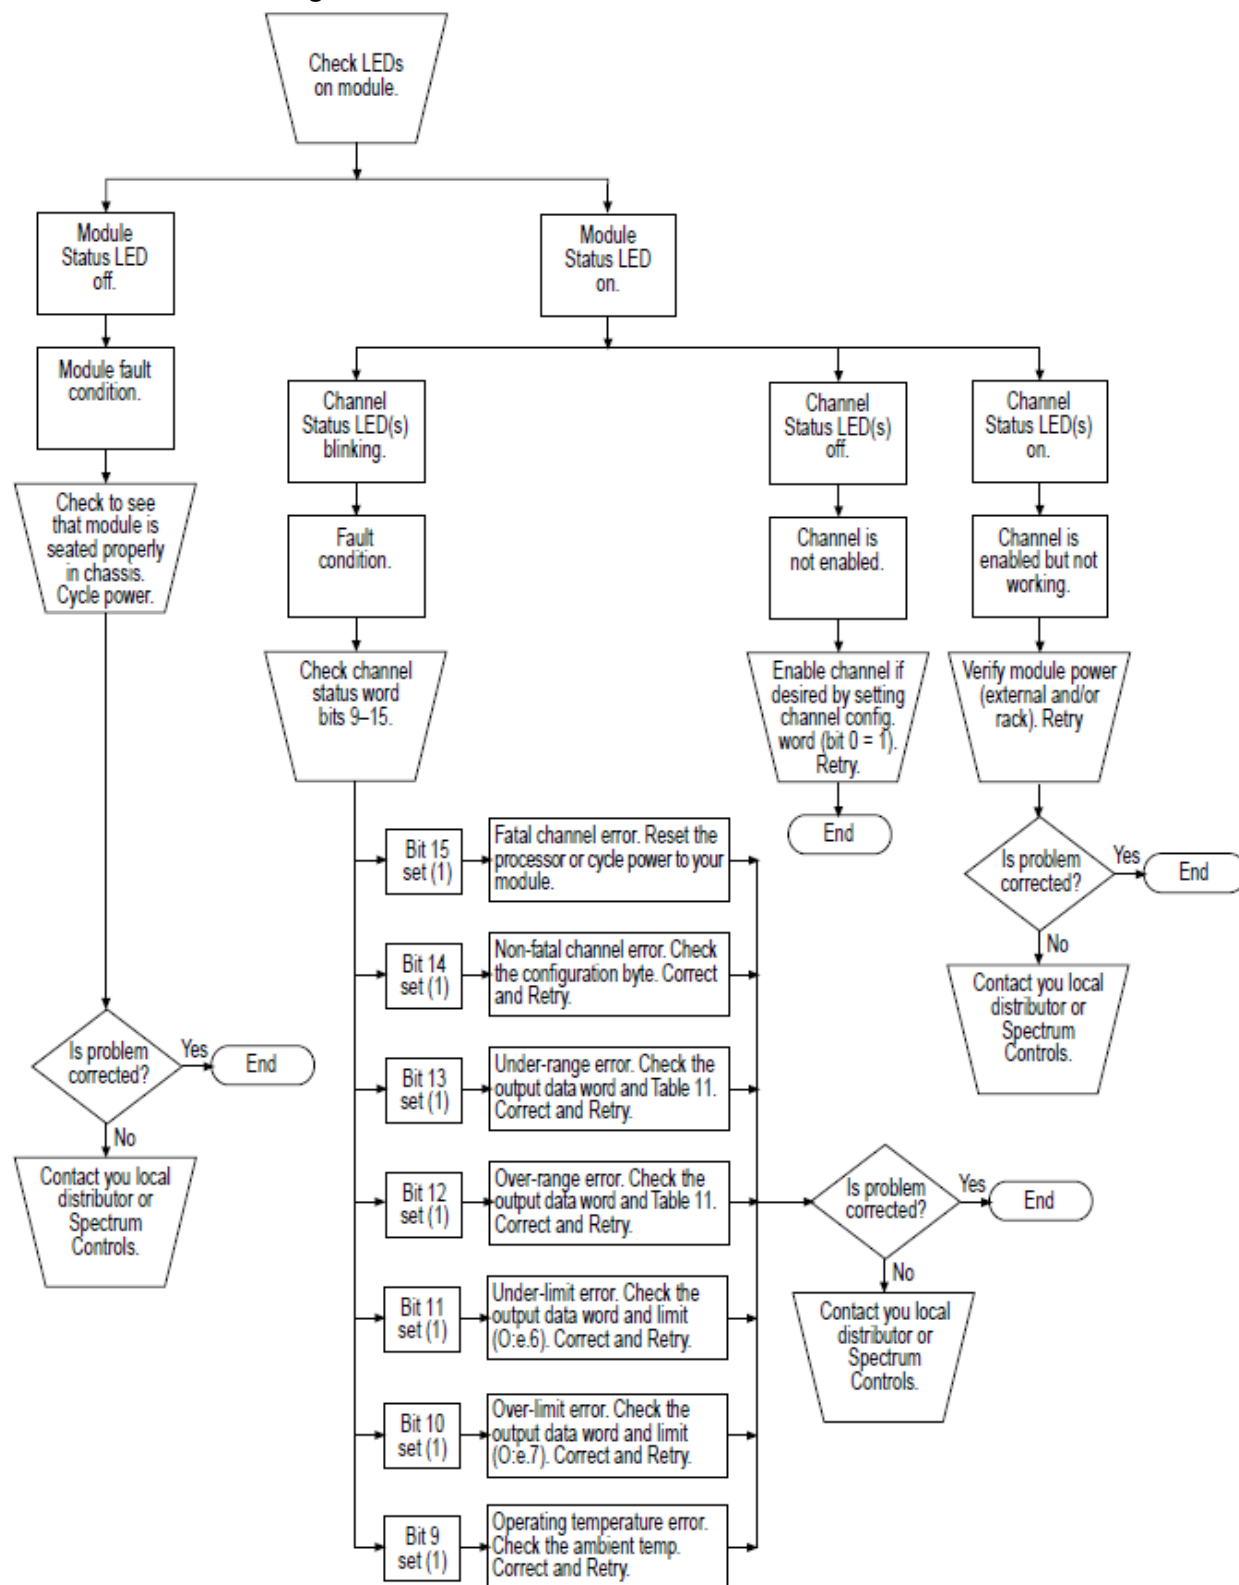 Check LEDs
on module.
Module
Status LED
off.
Module
Status LED
on.
Module fault
condition.
Channel
Status LED(s)
blinking.
Channel
Status LED(s)
off.
Channel
Status LED(s)
on.
Check to see
that module is
seated properly
in chassis.
Cycle power.
Fault
condition.
Channel is
not enabled.
Channel is
enabled but not
working.
Check channel
status word
bits 9–15.
Enable channel if
desired by setting
channel config.
word (bit 0 = 1).
Retry.
Verify module power
(external and/or
rack). Retry
End
Bit 15
set (1)
Fatal channel error. Reset the
processor or cycle power to your
module.
Is problem
corrected?
Yes
End
No
Contact you local
distributor or
Spectrum
Controls.
Bit 14
set (1)
Non-fatal channel error. Check
the configuration byte. Correct
and Retry.
Is problem
corrected?
Yes
End
No
Contact you local
distributor or
Spectrum
Controls.
Bit 13
set (1)
Under-range error. Check the
output data word and Table 11.
Correct and Retry.
Bit 12
set (1)
Over-range error. Check the
output data word and Table 11.
Correct and Retry.
Is problem
corrected?
Yes
End
No
Contact you local
distributor or
Spectrum
Controls.
Bit 11
set (1)
Under-limit error. Check the
output data word and limit
(O:e.6). Correct and Retry.
Bit 10
set (1)
Over-limit error. Check the
output data word and limit
(O:e.7). Correct and Retry.
Bit 9
set (1)
Operating temperature error.
Check the ambient temp.
Correct and Retry.